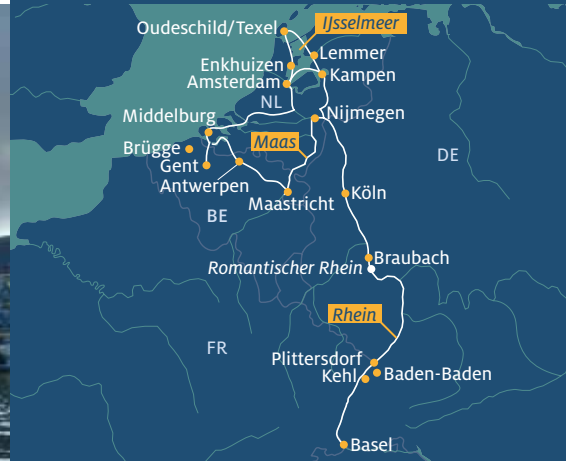 Oudeschild/Texel
IJsselmeer
Lemmer
Enkhuizen
Kampen
Amsterdam
NL
Middelburg
Nijmegen
Brügge
Maas
DE
Gent
Antwerpen
Maastricht
Köln
BE
Braubach
Romantischer Rhein
Rhein
FR
Plittersdorf
Kehl
Baden-Baden
Basel